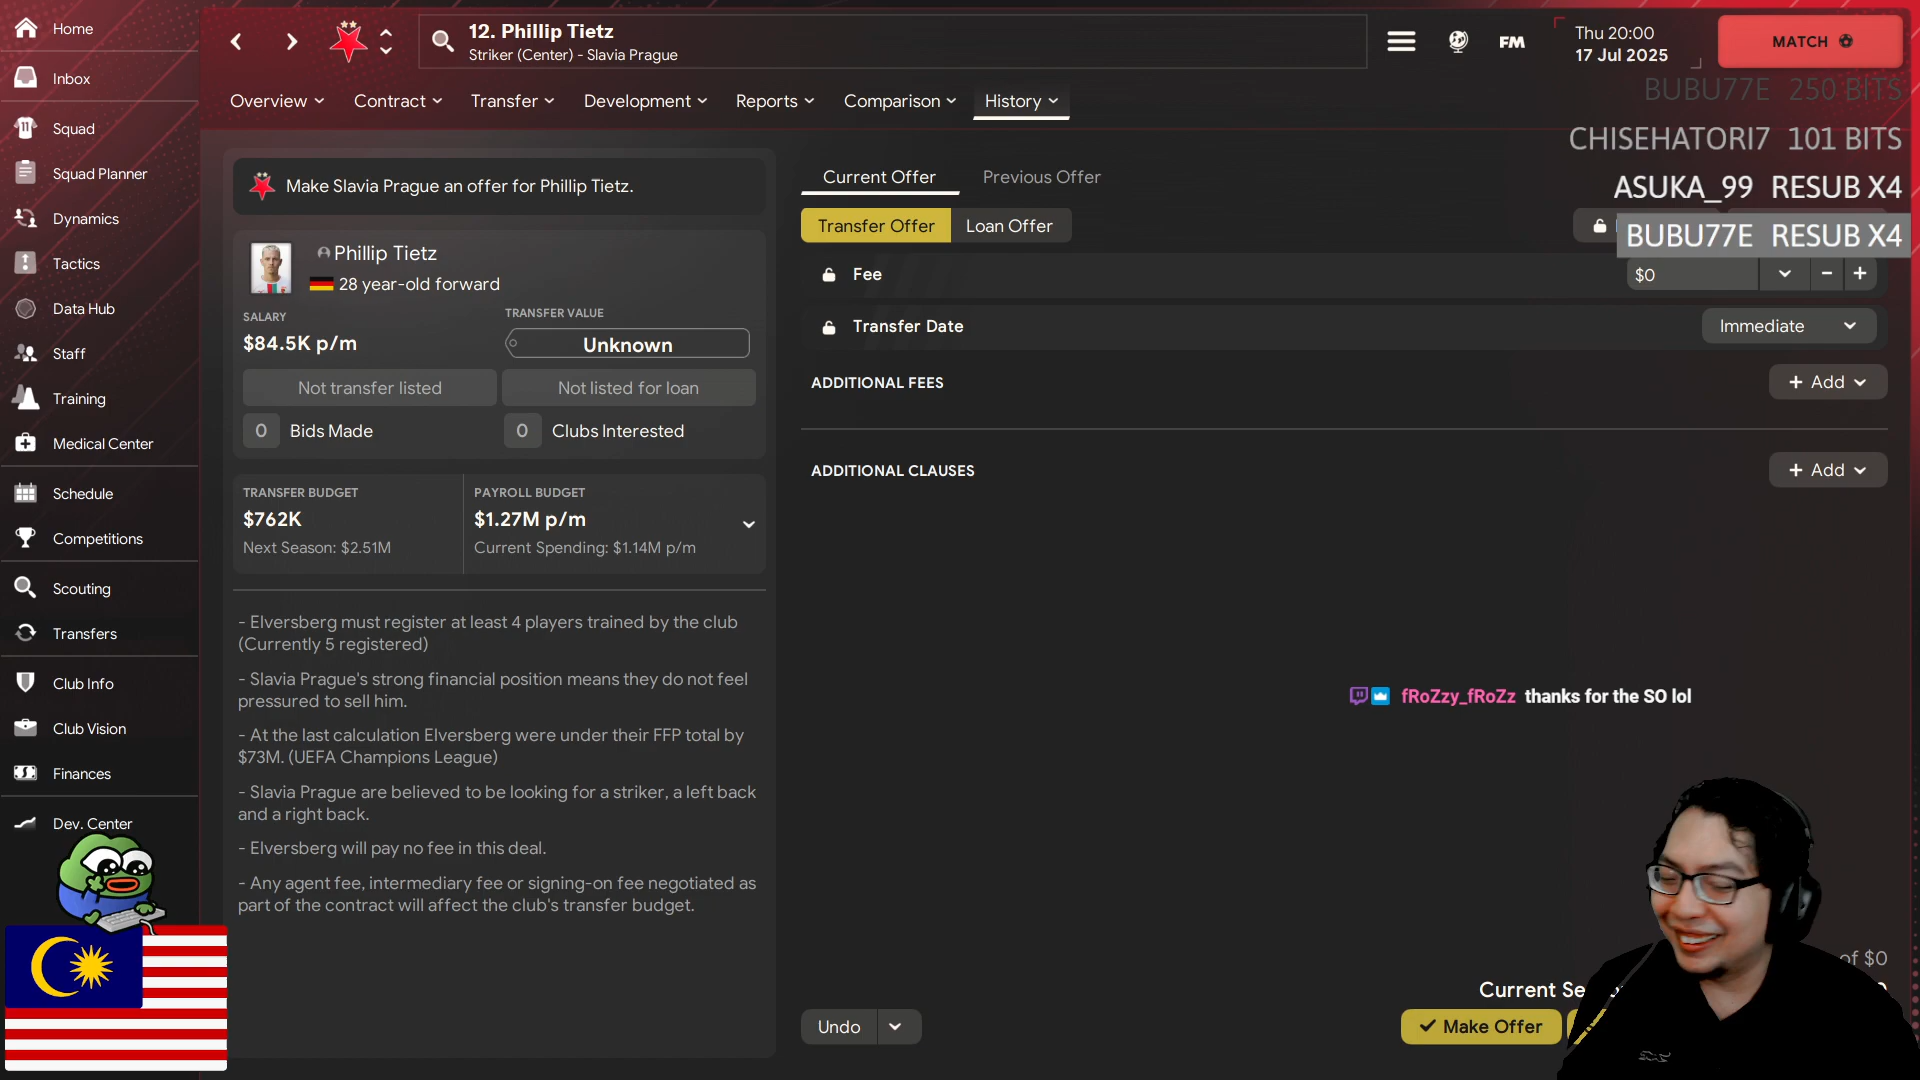 Home
Inbox
Squad
Squad Planner
Dynamics
Tactics
Data Hub
Staff
Training
Medical Center
Schedule
Competitions
Scouting
Transfers
Club Info
Club Vision
Finances
Dev. Center
12. Phillip Tietz
Striker (Center) - Slavia Prague
FM
Thu 20:00
17 Jul 2025
MATCH
Overview
Contract
Transfer
Development
Reports
Comparison
History
BUBU77E 250 BITS
CHISEHATORI7 101 BITS
ASUKA_99 RESUB X4
BUBU77E RESUB X4
Make Slavia Prague an offer for Phillip Tietz.
Phillip Tietz
28 year-old forward
SALARY
$84.5K p/m
TRANSFER VALUE
Unknown
Not transfer listed
Not listed for loan
0 Bids Made
0 Clubs Interested
TRANSFER BUDGET
$762K
Next Season: $2.51M
PAYROLL BUDGET
$1.27M p/m
Current Spending: $1.14M p/m
- Elversberg must register at least 4 players trained by the club
(Currently 5 registered)
- Slavia Prague's strong financial position means they do not feel
pressured to sell him.
- At the last calculation Elversberg were under their FFP total by
$73M. (UEFA Champions League)
- Slavia Prague are believed to be looking for a striker, a left back
and a right back.
- Elversberg will pay no fee in this deal.
- Any agent fee, intermediary fee or signing-on fee negotiated as
part of the contract will affect the club's transfer budget.
Current Offer
Previous Offer
Transfer Offer
Loan Offer
Fee
$0
Transfer Date
Immediate
ADDITIONAL FEES
+ Add
ADDITIONAL CLAUSES
+ Add
fRoZzy_fRoZz thanks for the SO lol
of $0
Current Se
Undo
Make Offer